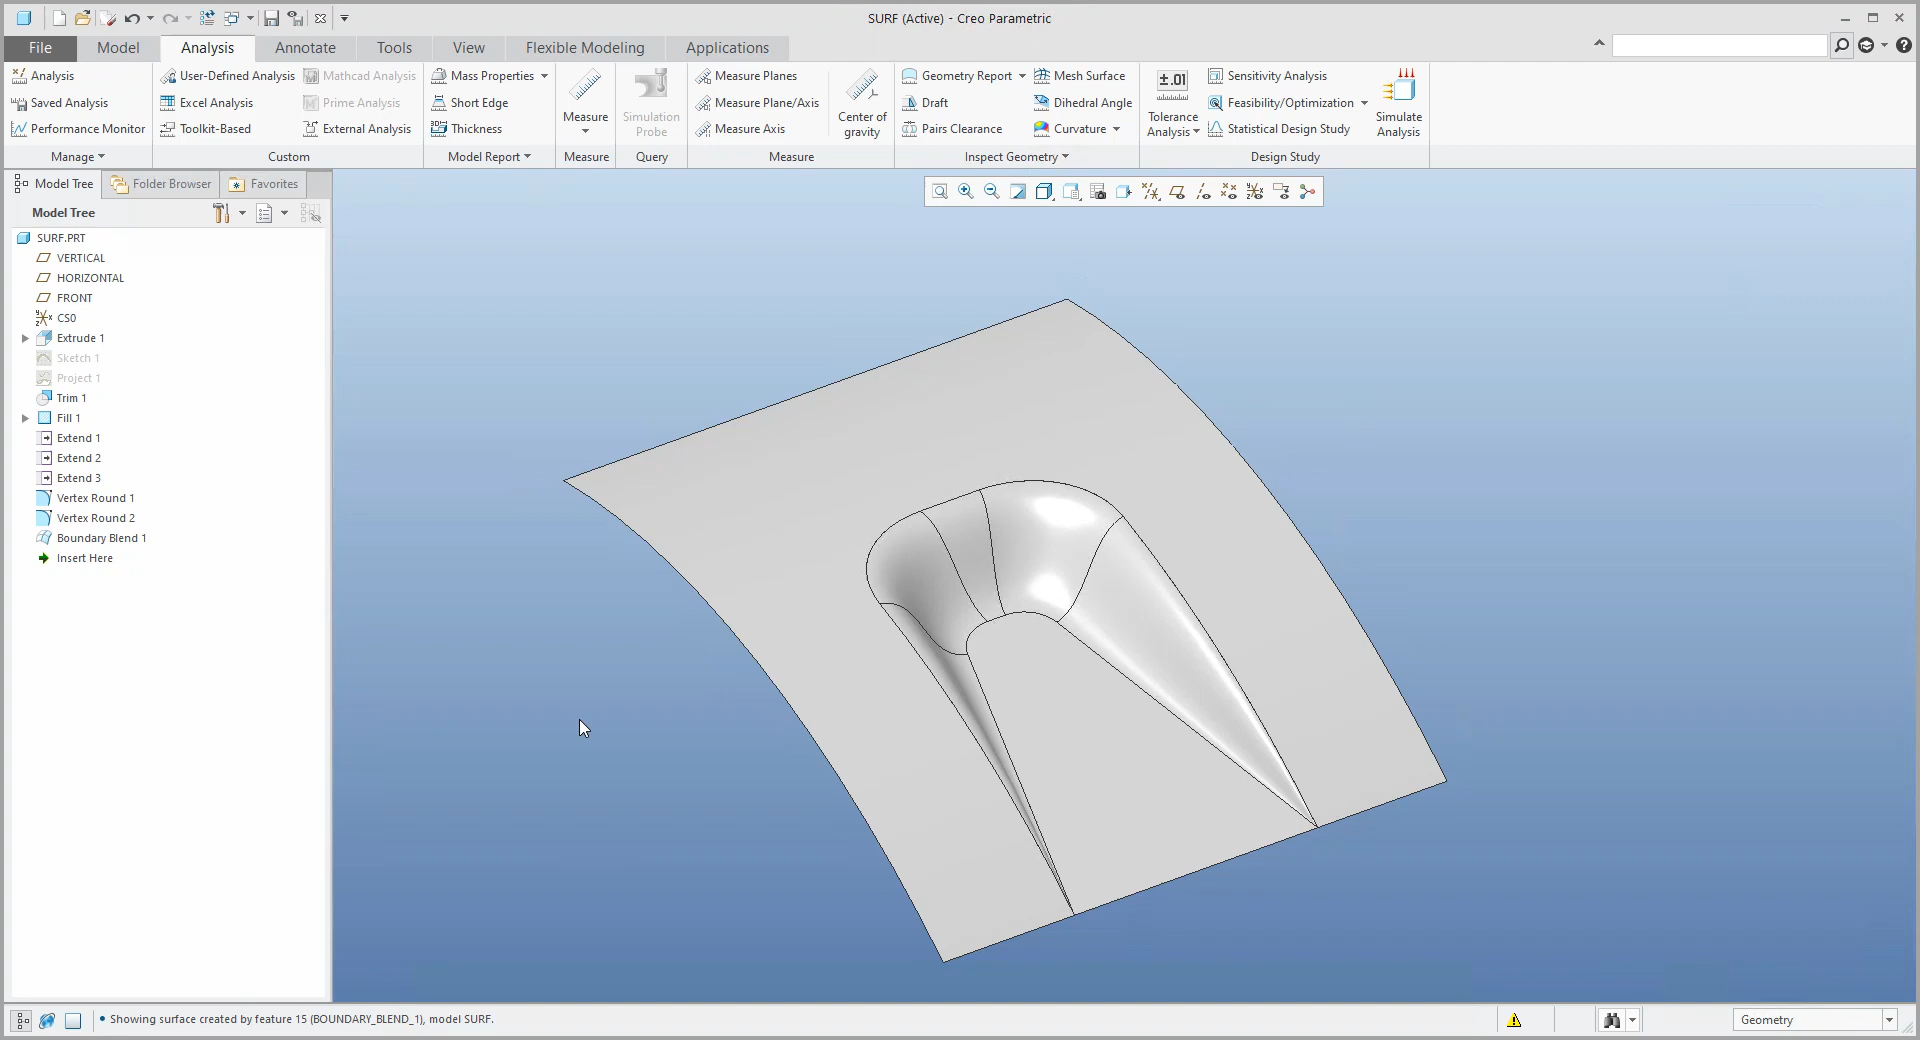 SURF (Active) - Creo Parametric
File Model Analysis Annotate Tools View Flexible Modeling Applications
Analysis
Saved Analysis
Performance Monitor
Manage
User-Defined Analysis
Excel Analysis
Toolkit-Based
Mathcad Analysis
Prime Analysis
External Analysis
Custom
Mass Properties
Short Edge
Thickness
Model Report
Measure
Measure
Simulation
Probe
Query
Measure Planes
Measure Plane/Axis
Measure Axis
Center of
gravity
Measure
Geometry Report
Draft
Pairs Clearance
Mesh Surface
Dihedral Angle
Curvature
Inspect Geometry
±.01
Tolerance
Analysis
Sensitivity Analysis
Feasibility/Optimization
Statistical Design Study
Simulate
Analysis
Design Study
Model Tree Folder Browser Favorites
Model Tree
SURF.PRT
VERTICAL
HORIZONTAL
FRONT
CS0
Extrude 1
Sketch 1
Project 1
Trim 1
Fill 1
Extend 1
Extend 2
Extend 3
Vertex Round 1
Vertex Round 2
Boundary Blend 1
Insert Here
• Showing surface created by feature 15 (BOUNDARY_BLEND_1), model SURF.
Geometry